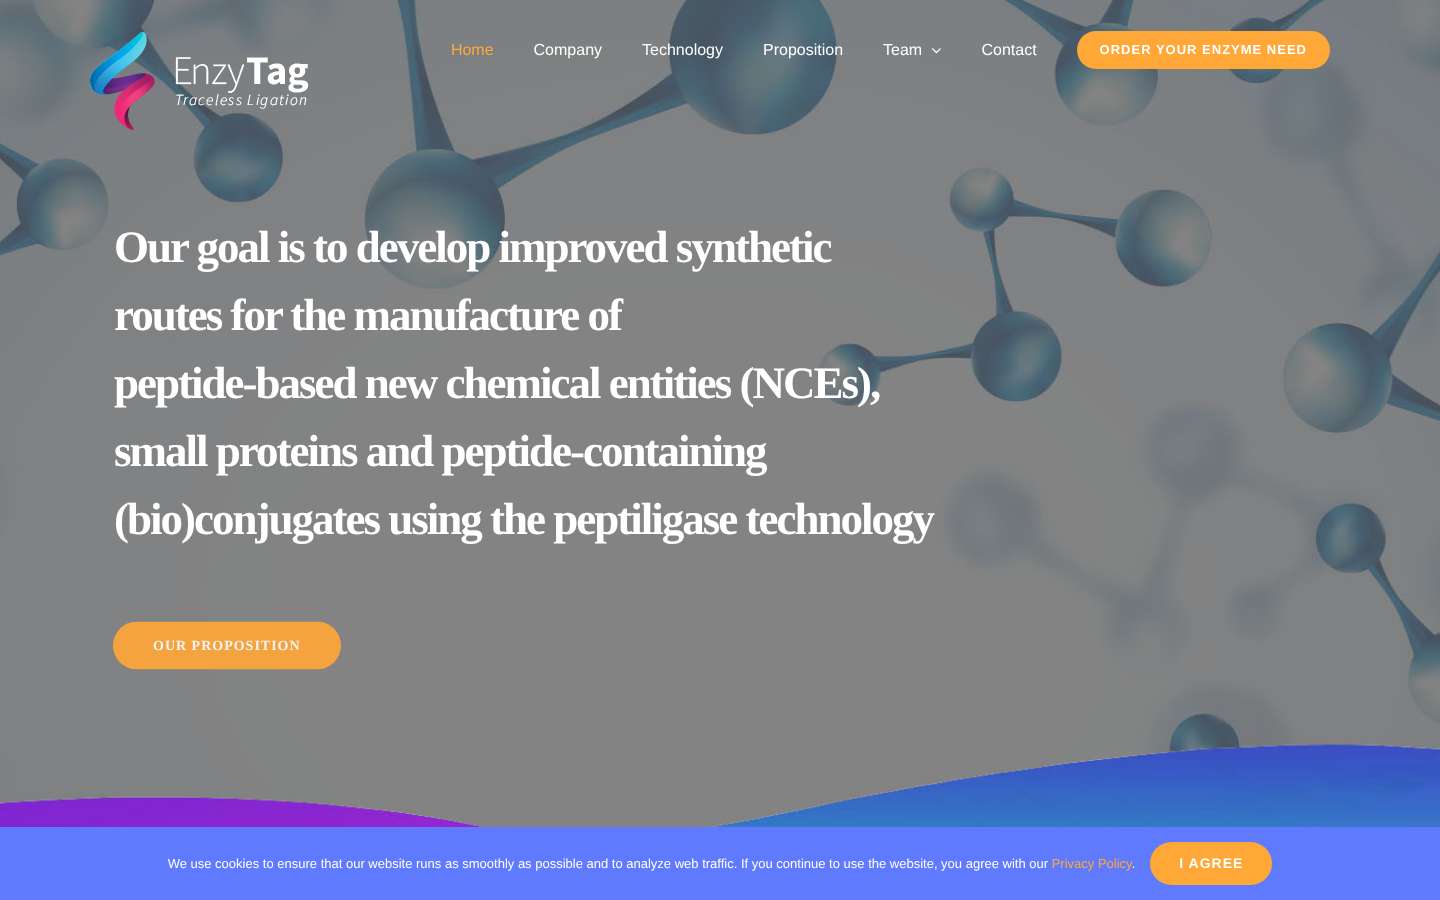 EnzyTag
Traceless Ligation
Home
Company
Technology
Proposition
Team
Contact
ORDER YOUR ENZYME NEED
Our goal is to develop improved synthetic
routes for the manufacture of
peptide-based new chemical entities (NCEs),
small proteins and peptide-containing
(bio)conjugates using the peptiligase technology
OUR PROPOSITION
We use cookies to ensure that our website runs as smoothly as possible and to analyze web traffic. If you continue to use the website, you agree with our Privacy Policy.
I AGREE